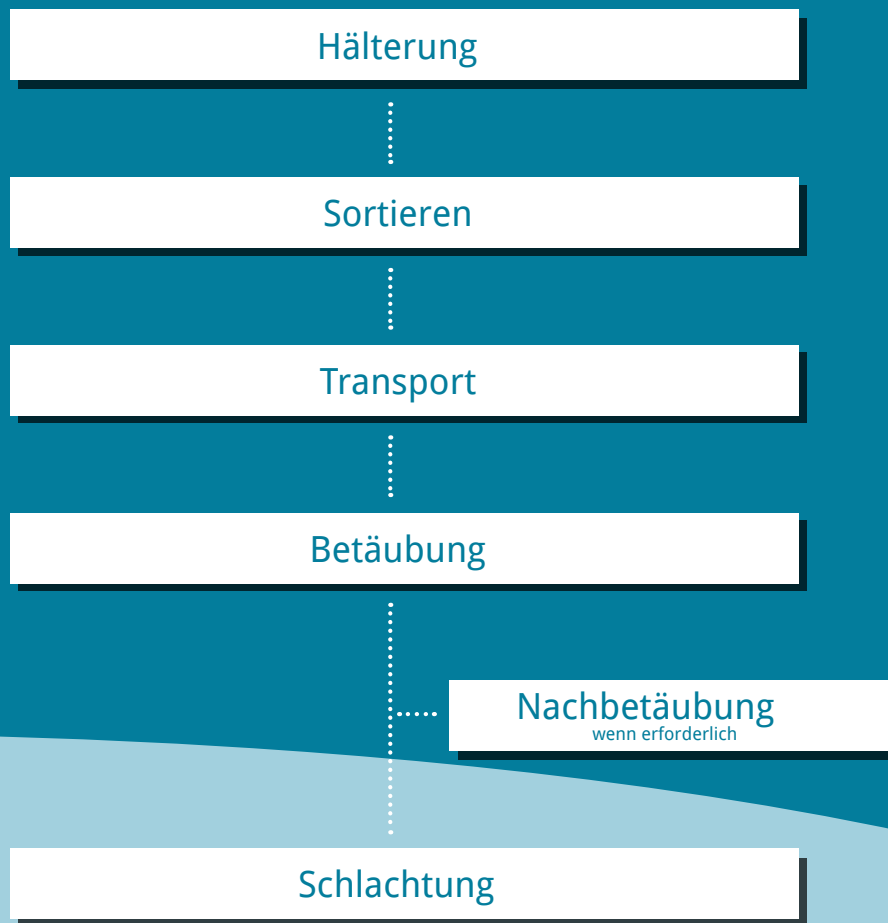 Hälterung
Sortieren
Transport
Betäubung
Nachbetäubung
wenn erforderlich
Schlachtung